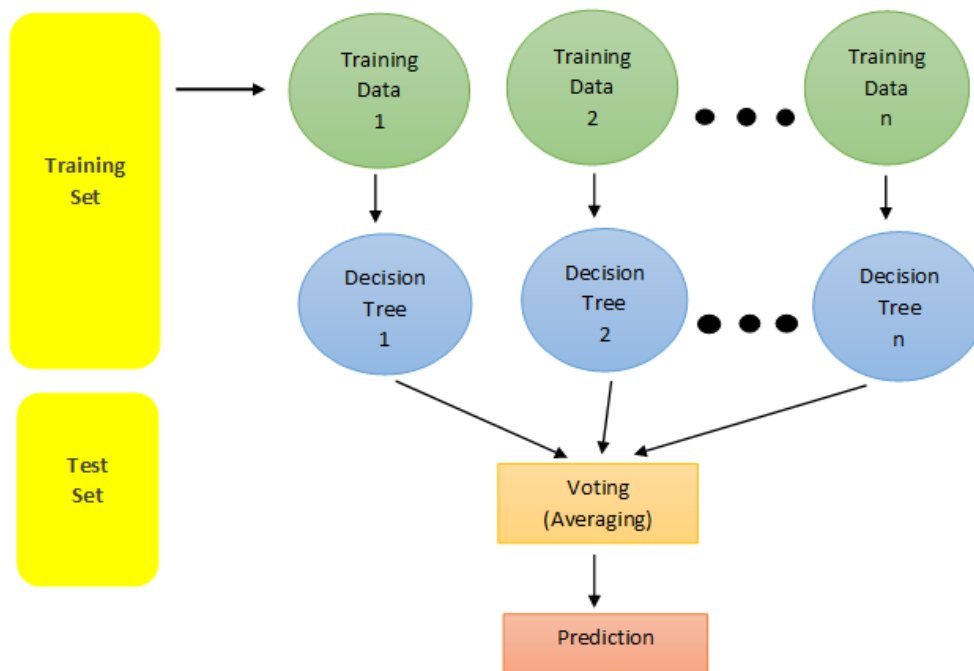 Training
Set
Training
Data
1
Training
Data
2
Training
Data
n
Decision
Tree
1
Decision
Tree
2
Decision
Tree
n
Test
Set
Voting
(Averaging)
Prediction